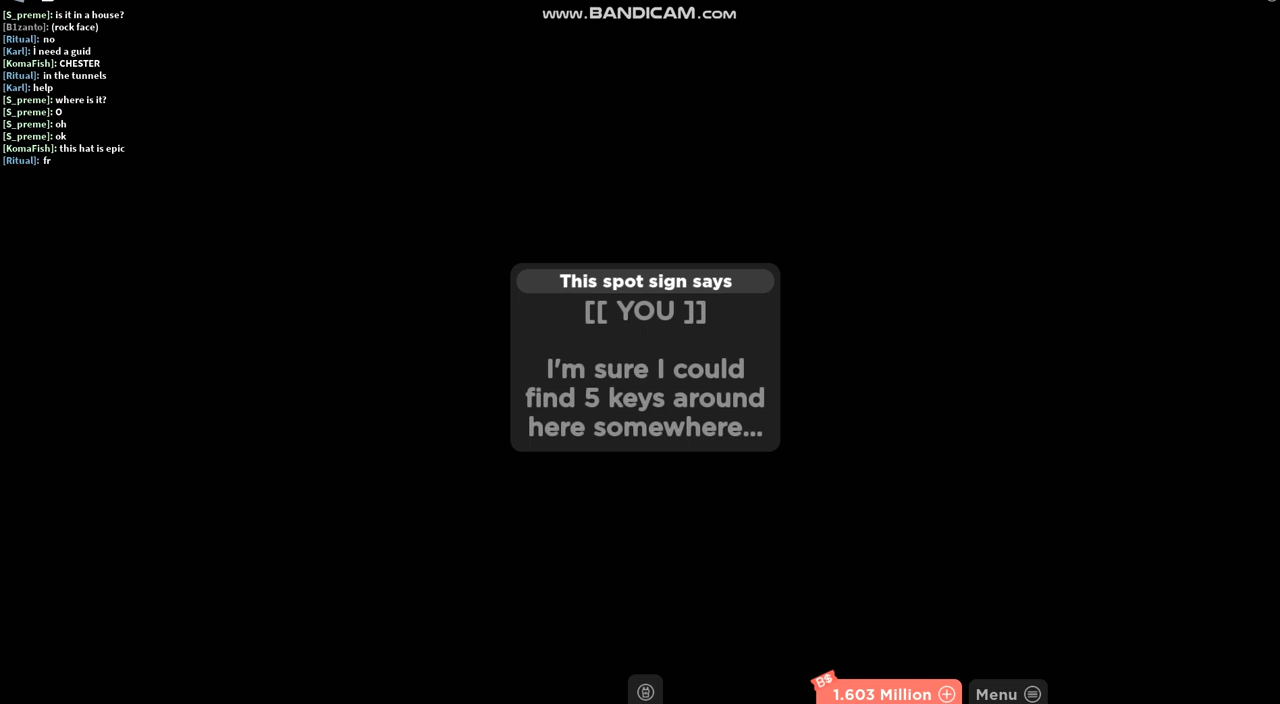 www.BANDICAM.com
[S_preme]: is it in a house?
[B1zanto]: (rock face)
[Ritual]: no
[Karl]: İ need a guid
[KomaFish]: CHESTER
[Ritual]: in the tunnels
[Karl]: help
[S_preme]: where is it?
[S_preme]: O
[S_preme]: oh
[S_preme]: ok
[KomaFish]: this hat is epic
[Ritual]: fr
This spot sign says
[[ YOU ]]
I'm sure I could
find 5 keys around
here somewhere...
B$
1.603 Million
Menu